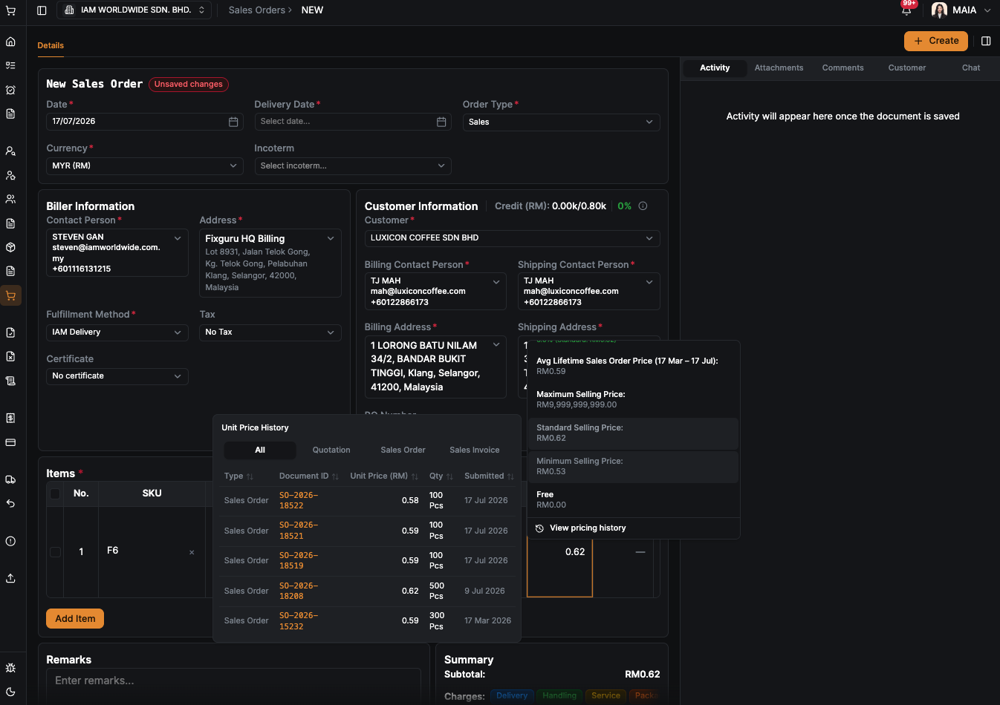 IAM WORLDWIDE SDN. BHD.
Sales Orders > NEW
99+
MAIA
Details
+ Create
New Sales Order
Unsaved changes
Date*
Delivery Date*
Order Type*
17/07/2026
Select date...
Sales
Currency*
Incoterm
MYR (RM)
Select incoterm...
Biller Information
Contact Person*
Address*
STEVEN GAN
steven@iamworldwide.com.
my
+601116131215
Fixguru HQ Billing
Lot 8931, Jalan Telok Gong,
Kg. Telok Gong, Pelabuhan
Klang, Selangor, 42000,
Malaysia
Fulfillment Method*
Tax
IAM Delivery
No Tax
Certificate
No certificate
Customer Information
Credit (RM): 0.00k/0.80k
0%
Customer*
LUXICON COFFEE SDN BHD
Billing Contact Person*
Shipping Contact Person*
TJ MAH
mah@luxiconcoffee.com
+60122866173
TJ MAH
mah@luxiconcoffee.com
+60122866173
Billing Address*
Shipping Address*
1 LORONG BATU NILAM
34/2, BANDAR BUKIT
TINGGI, Klang, Selangor,
41200, Malaysia
PO Number
Avg Lifetime Sales Order Price (17 Mar – 17 Jul):
RM0.59
Maximum Selling Price:
RM9,999,999,999.00
Standard Selling Price:
RM0.62
Minimum Selling Price:
RM0.53
Free
RM0.00
View pricing history
Unit Price History
All
Quotation
Sales Order
Sales Invoice
Type
Document ID
Unit Price (RM)
Qty
Submitted
Sales Order SO-2026-18522 0.58 100 Pcs 17 Jul 2026
Sales Order SO-2026-18521 0.59 100 Pcs 17 Jul 2026
Sales Order SO-2026-18519 0.59 100 Pcs 17 Jul 2026
Sales Order SO-2026-18208 0.62 500 Pcs 9 Jul 2026
Sales Order SO-2026-15232 0.59 300 Pcs 17 Mar 2026
Items *
No.
SKU
1
F6
×
0.62
—
Add Item
Remarks
Enter remarks...
Summary
Subtotal:
RM0.62
Charges:
Delivery
Handling
Service
Activity
Attachments
Comments
Customer
Chat
Activity will appear here once the document is saved